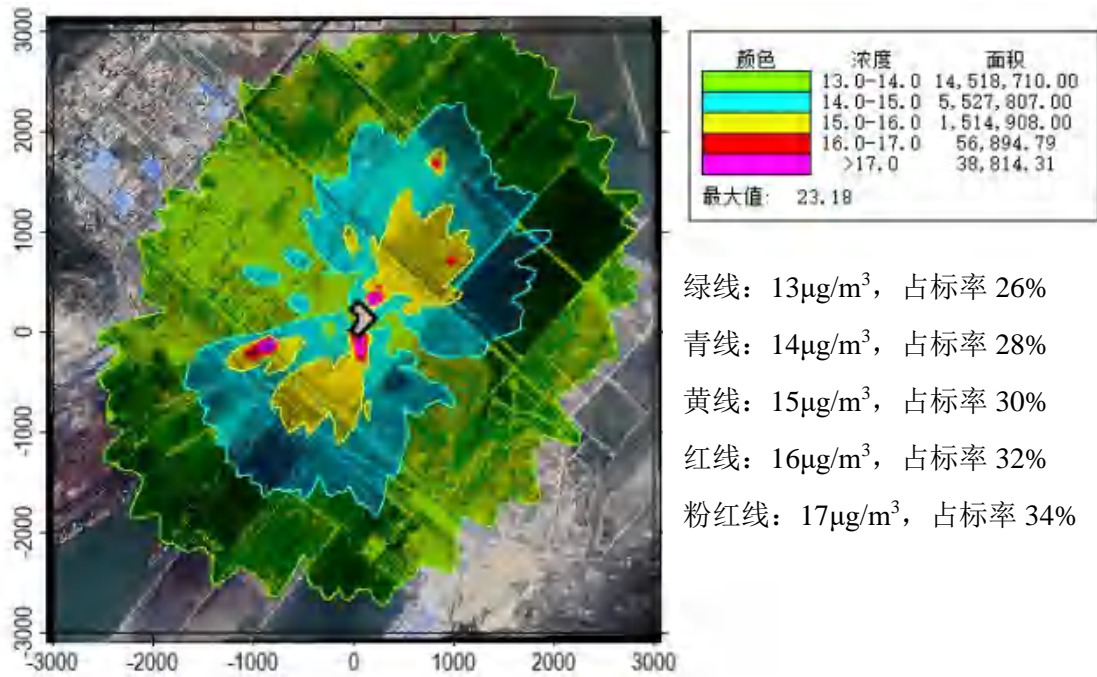 3000
2000
1000
0
-1000
-2000
-3000
-3000 -2000 -1000 0 1000 2000 3000
颜色 浓度 面积
13.0-14.0 14,518,710.00
14.0-15.0 5,527,807.00
15.0-16.0 1,514,908.00
16.0-17.0 56,894.79
>17.0 38,814.31
最大值: 23.18
绿线：13μg/m³，占标率 26%
青线：14μg/m³，占标率 28%
黄线：15μg/m³，占标率 30%
红线：16μg/m³，占标率 32%
粉红线：17μg/m³，占标率 34%